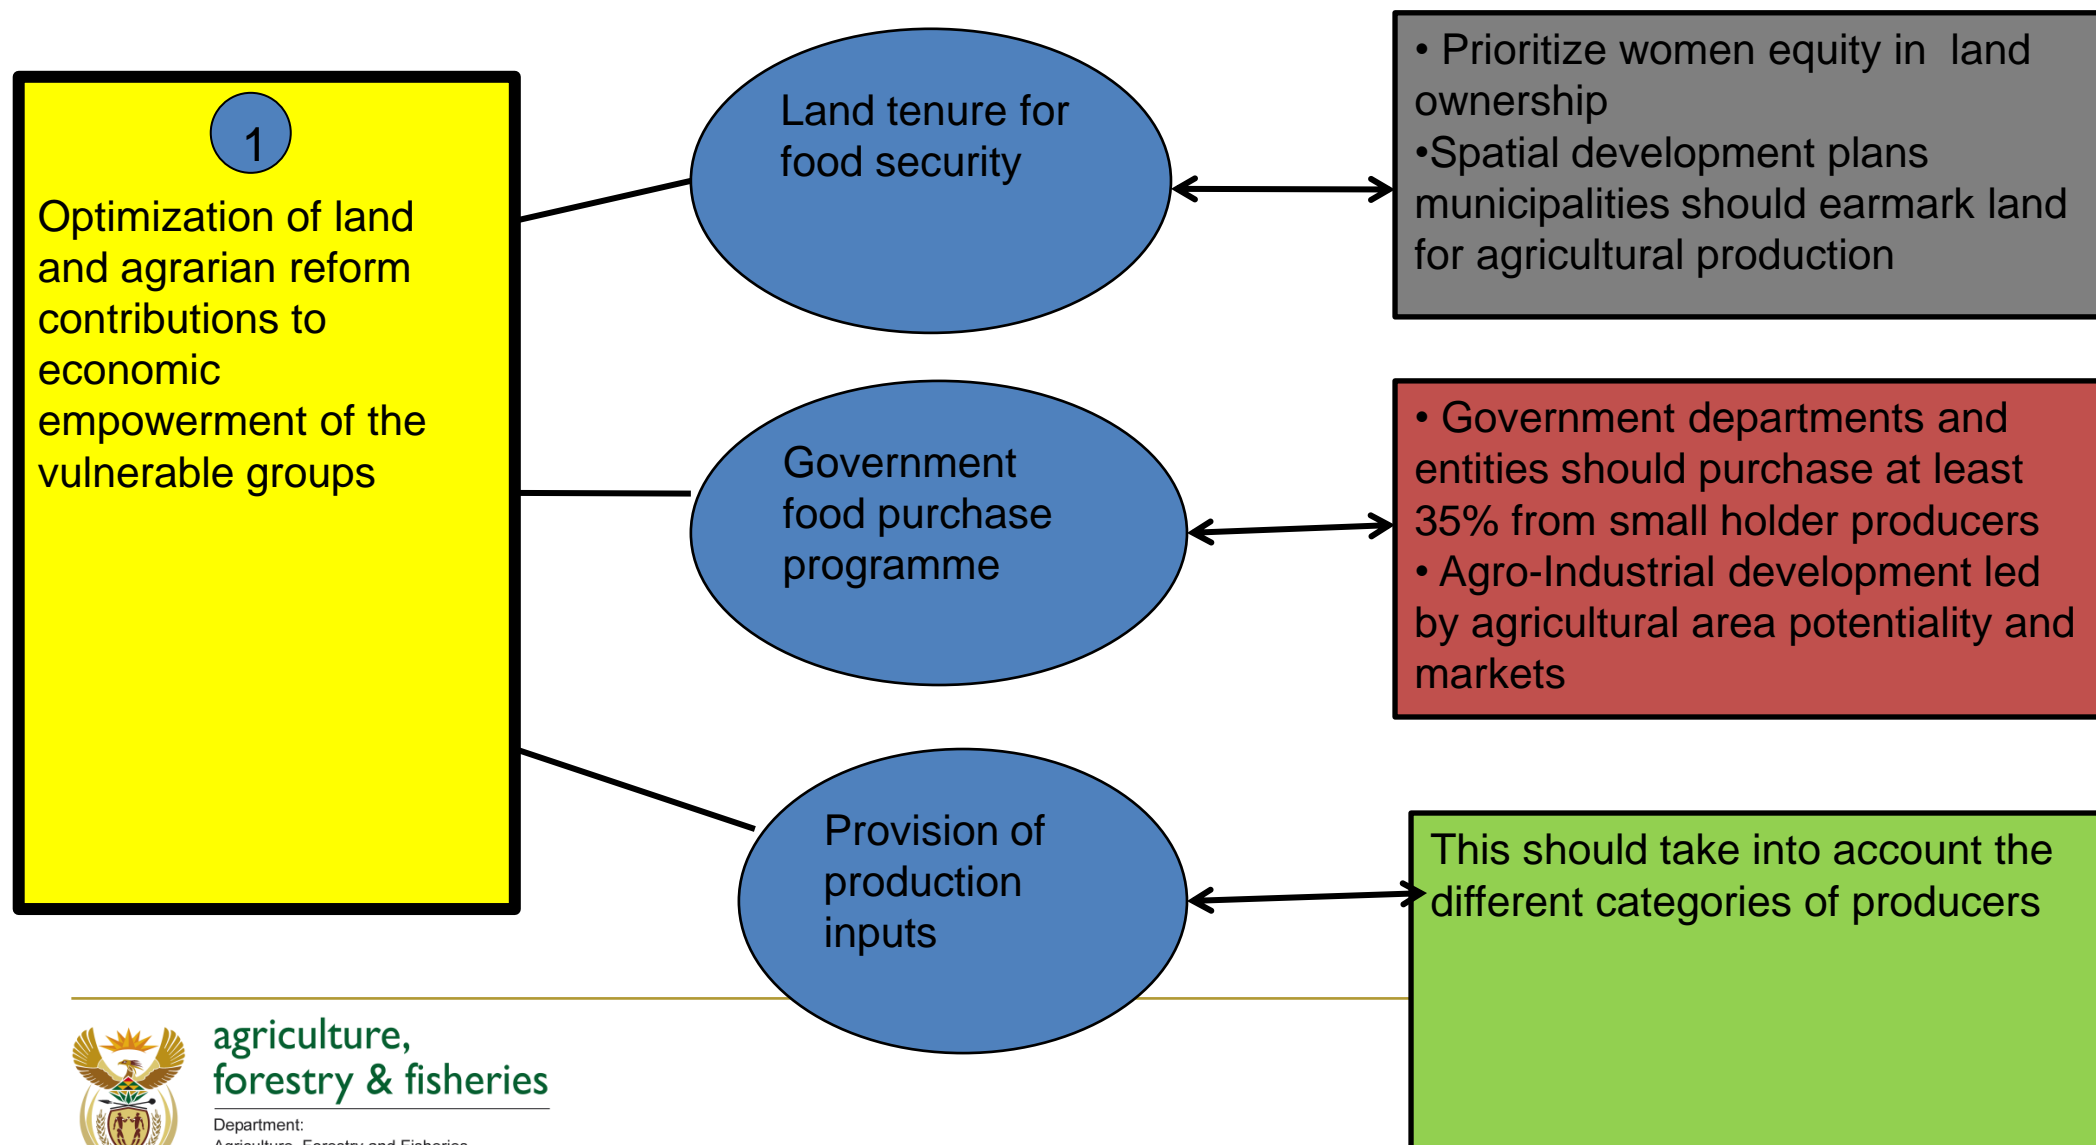 1
Optimization of land
and agrarian reform
contributions to
economic
empowerment of the
vulnerable groups
Land tenure for
food security
• Prioritize women equity in land
ownership
•Spatial development plans
municipalities should earmark land
for agricultural production
Government
food purchase
programme
• Government departments and
entities should purchase at least
35% from small holder producers
• Agro-Industrial development led
by agricultural area potentiality and
markets
Provision of
production
inputs
This should take into account the
different categories of producers
agriculture,
forestry & fisheries
Department:
Agriculture, Forestry and Fisheries